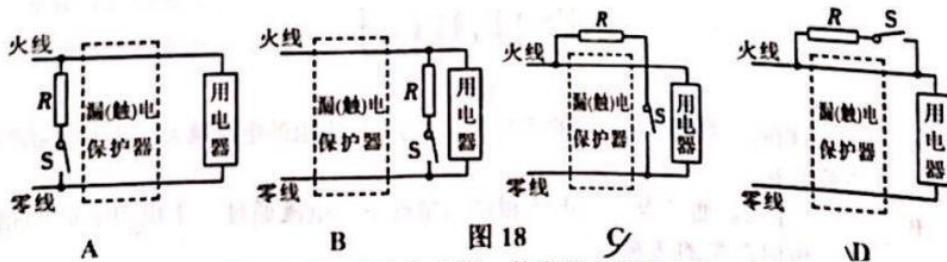 火线 R S 漏(触)电保护器 用电器 零线 A
火线 漏(触)电保护器 R S 用电器 零线 B
图 18
R 火线 漏(触)电保护器 S 用电器 零线 C
R S 火线 漏(触)电保护器 用电器 零线 D